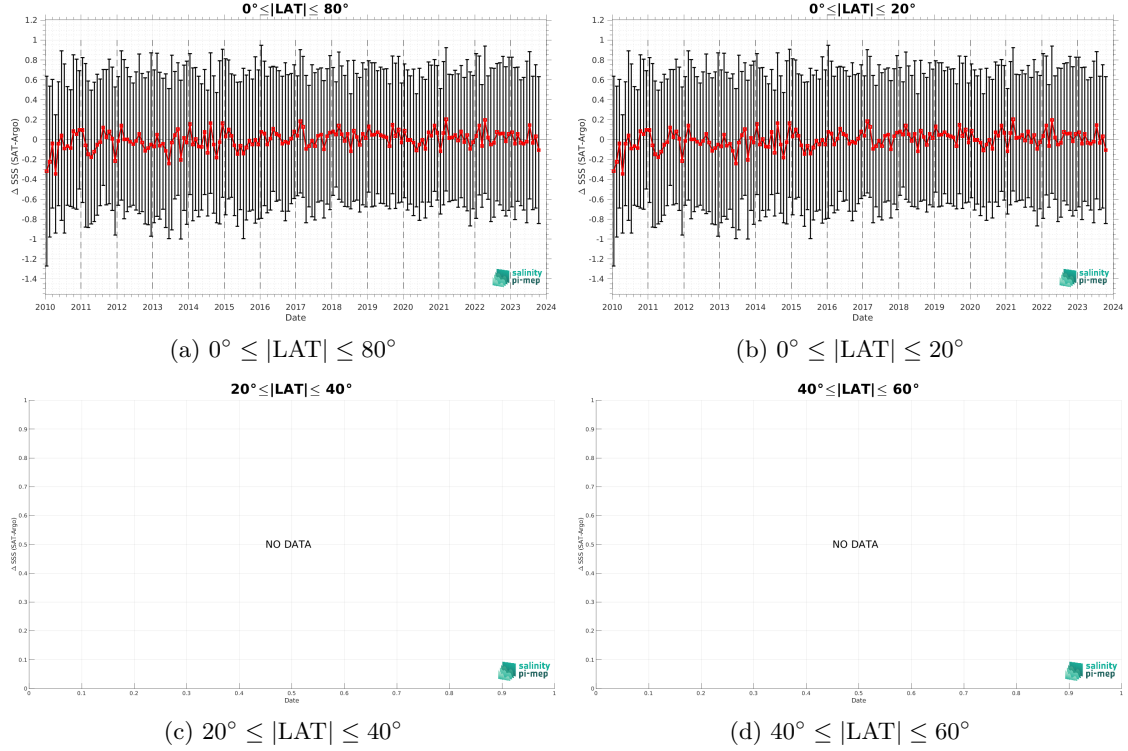 0°≤|LAT|≤ 80°
1.2
1
0.8
0.6
0.4
0.2
0
-0.2
-0.4
-0.6
-0.8
-1
-1.2
-1.4
Δ SSS (SAT-Argo)
2010 2011 2012 2013 2014 2015 2016 2017 2018 2019 2020 2021 2022 2023 2024
Date
salinity
pi-mep
(a) 0° ≤ |LAT| ≤ 80°
0°≤|LAT|≤ 20°
1.2
1
0.8
0.6
0.4
0.2
0
-0.2
-0.4
-0.6
-0.8
-1
-1.2
-1.4
Δ SSS (SAT-Argo)
2010 2011 2012 2013 2014 2015 2016 2017 2018 2019 2020 2021 2022 2023 2024
Date
salinity
pi-mep
(b) 0° ≤ |LAT| ≤ 20°
20°≤|LAT|≤ 40°
1
0.9
0.8
0.7
0.6
0.5
0.4
0.3
0.2
0.1
0
Δ SSS (SAT-Argo)
NO DATA
0 0.1 0.2 0.3 0.4 0.5 0.6 0.7 0.8 0.9 1
Date
salinity
pi-mep
(c) 20° ≤ |LAT| ≤ 40°
40°≤|LAT|≤ 60°
1
0.9
0.8
0.7
0.6
0.5
0.4
0.3
0.2
0.1
0
Δ SSS (SAT-Argo)
NO DATA
0 0.1 0.2 0.3 0.4 0.5 0.6 0.7 0.8 0.9 1
Date
salinity
pi-mep
(d) 40° ≤ |LAT| ≤ 60°